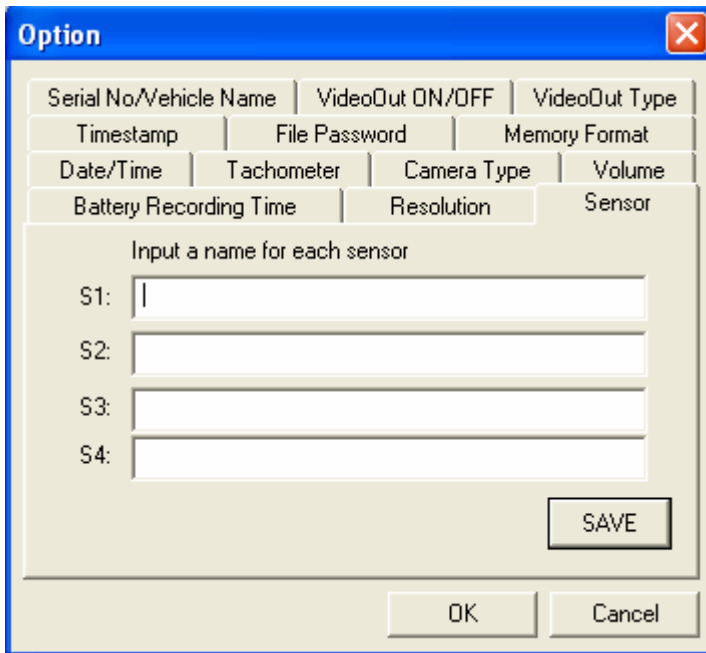 Option
Serial No/Vehicle Name VideoOut ON/OFF VideoOut Type
Timestamp File Password Memory Format
Date/Time Tachometer Camera Type Volume
Battery Recording Time Resolution Sensor
Input a name for each sensor
S1:
S2:
S3:
S4:
SAVE
OK Cancel